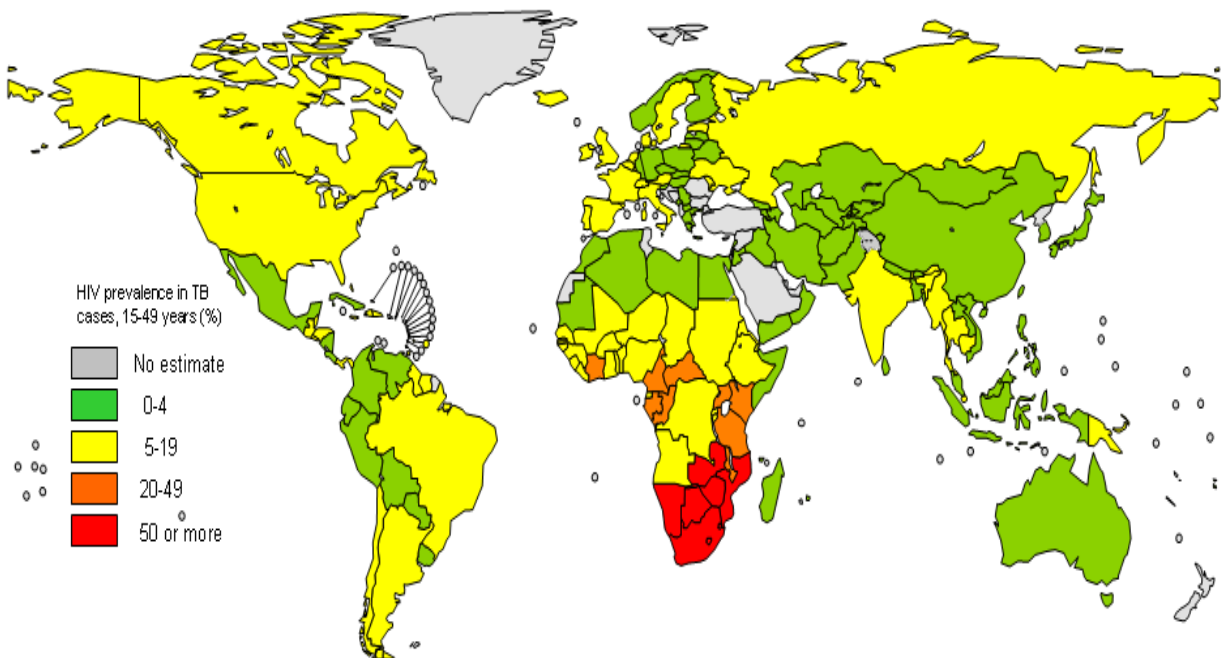 HIV prevalence in TB
cases, 15-49 years (%)
No estimate
0-4
5-19
20-49
50 or more